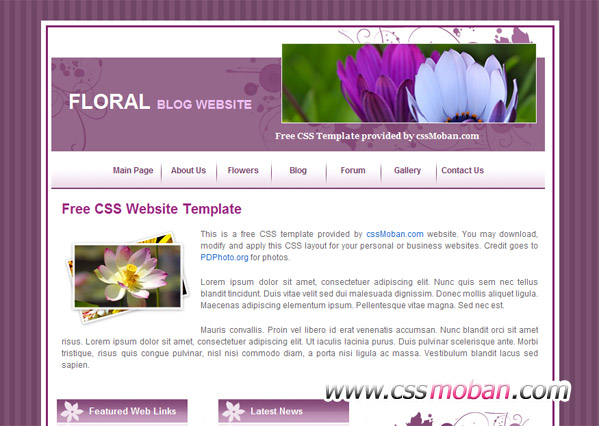 FLORAL BLOG WEBSITE
Free CSS Template provided by cssMoban.com
Main Page
About Us
Flowers
Blog
Forum
Gallery
Contact Us
Free CSS Website Template
This is a free CSS template provided by cssMoban.com website. You may download,
modify and apply this CSS layout for your personal or business websites. Credit goes to
PDPhoto.org for photos.
Lorem ipsum dolor sit amet, consectetuer adipiscing elit. Nunc quis sem nec tellus
blandit tincidunt. Duis vitae velit sed dui malesuada dignissim. Donec mollis aliquet ligula.
Maecenas adipiscing elementum ipsum. Pellentesque vitae magna. Sed nec est.
Mauris convallis. Proin vel libero id erat venenatis accumsan. Nunc blandit orci sit amet
risus. Lorem ipsum dolor sit amet, consectetuer adipiscing elit. Ut iaculis lacinia purus. Duis pulvinar scelerisque ante. Morbi
tristique, risus quis congue pulvinar, nisl nisi commodo diam, a porta nisi ligula ac massa. Vestibulum blandit lacus sed
sapien.
www.cssmoban.com
Featured Web Links
Latest News